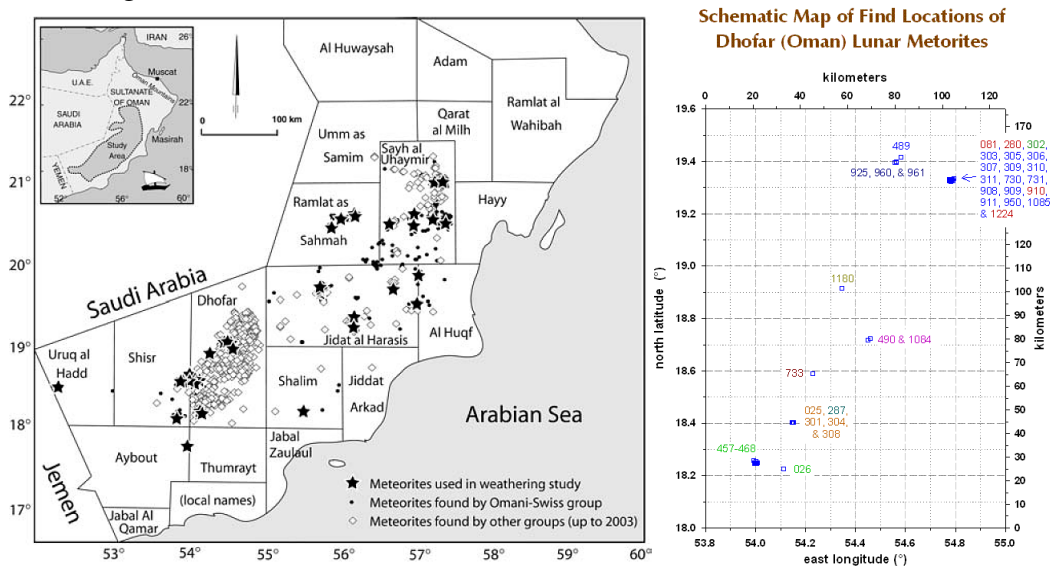 IRAN
26°
Muscat
Oman Mountains
U.A.E.
SULTANATE
OF OMAN
22°
SAUDI
ARABIA
Masirah
Study
Area
YEMEN
18°
52°
56°
60°
0
100 km
22°
21°
20°
19°
18°
17°
Al Huwaysah
Adam
Ramlat al
Wahibah
Qarat
al Milh
Umm as
Samim
Sayh al
Uhaymir
Hayy
Ramlat as
Sahmah
Saudi Arabia
Dhofar
Al Huqf
Jidat al Harasis
Uruq al
Hadd
Shisr
Shalim
Jiddat
Arkad
Arabian Sea
Jabal
Zaulaul
Aybout
Thumrayt
Jemen
(local names)
Jabal Al
Qamar
Meteorites used in weathering study
Meteorites found by Omani-Swiss group
Meteorites found by other groups (up to 2003)
53° 54° 55° 56° 57° 58° 59° 60°
Schematic Map of Find Locations of
Dhofar (Oman) Lunar Metorites
kilometers
0 20 40 60 80 100 120
19.6
19.4
19.2
19.0
18.8
18.6
18.4
18.2
18.0
north latitude (°)
489
925, 960, & 961
081, 280, 302,
303, 305, 306,
307, 309, 310,
311, 730, 731,
908, 909, 910,
911, 950, 1085
& 1224
1180
490 & 1084
733
025, 287,
301, 304,
& 308
457-468
026
170
150
120
110
100
90
80
70
60
50
40
30
20
10
0
kilometers
kilometers
53.8 54.0 54.2 54.4 54.6 54.8 55.0
east longitude (°)